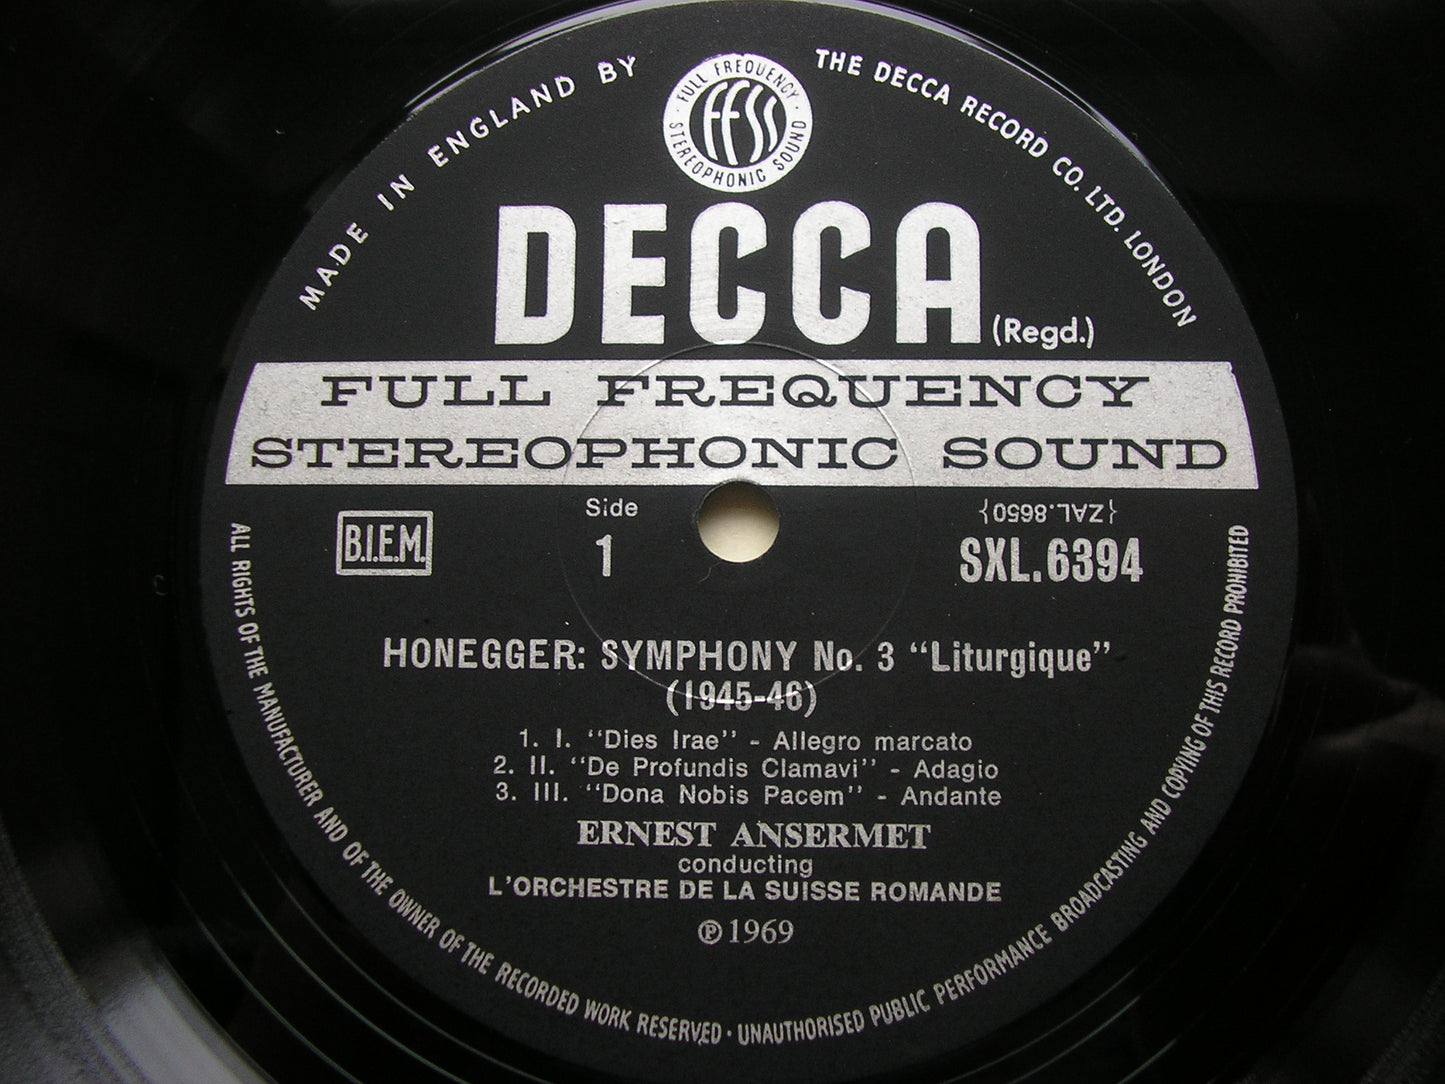 MADE IN ENGLAND BY THE DECCA RECORD CO. LTD. LONDON
· FULL FREQUENCY · STEREOPHONIC SOUND
FFSS
DECCA (Regd.)
FULL FREQUENCY
STEREOPHONIC SOUND
Side
1
B.I.E.M.
{ZAL.8650}
SXL.6394
HONEGGER: SYMPHONY No. 3 "Liturgique"
(1945-46)
1. I. "Dies Irae" - Allegro marcato
2. II. "De Profundis Clamavi" - Adagio
3. III. "Dona Nobis Pacem" - Andante
ERNEST ANSERMET
conducting
L'ORCHESTRE DE LA SUISSE ROMANDE
℗ 1969
ALL RIGHTS OF THE MANUFACTURER AND OF THE OWNER OF THE RECORDED WORK RESERVED · UNAUTHORISED PUBLIC PERFORMANCE BROADCASTING AND COPYING OF THIS RECORD PROHIBITED